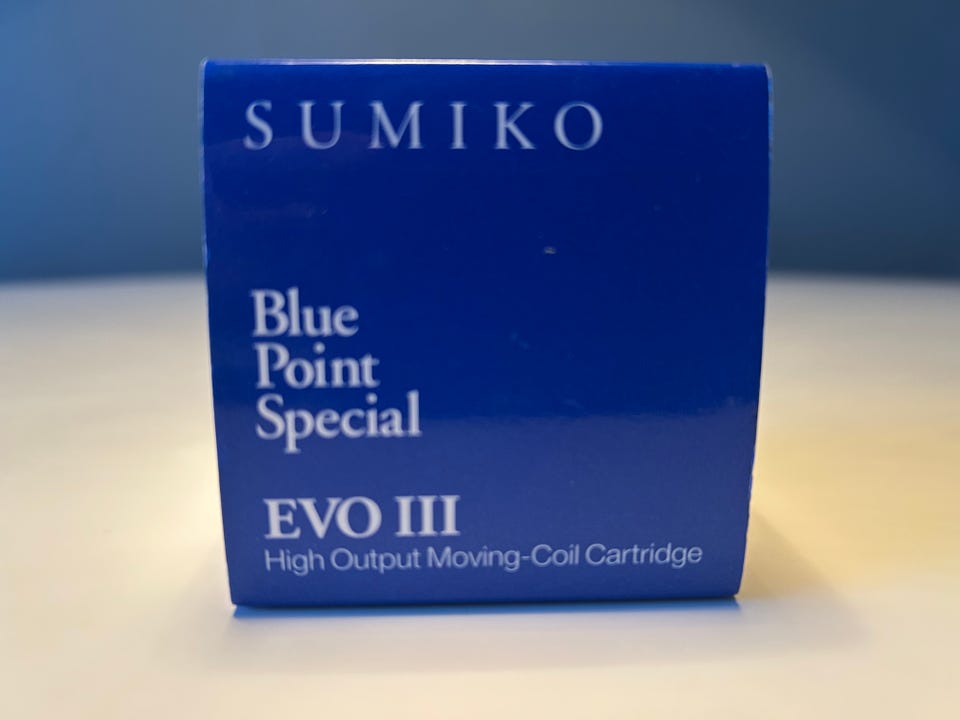 SUMIKO
Blue
Point
Special
EVO III
High Output Moving-Coil Cartridge